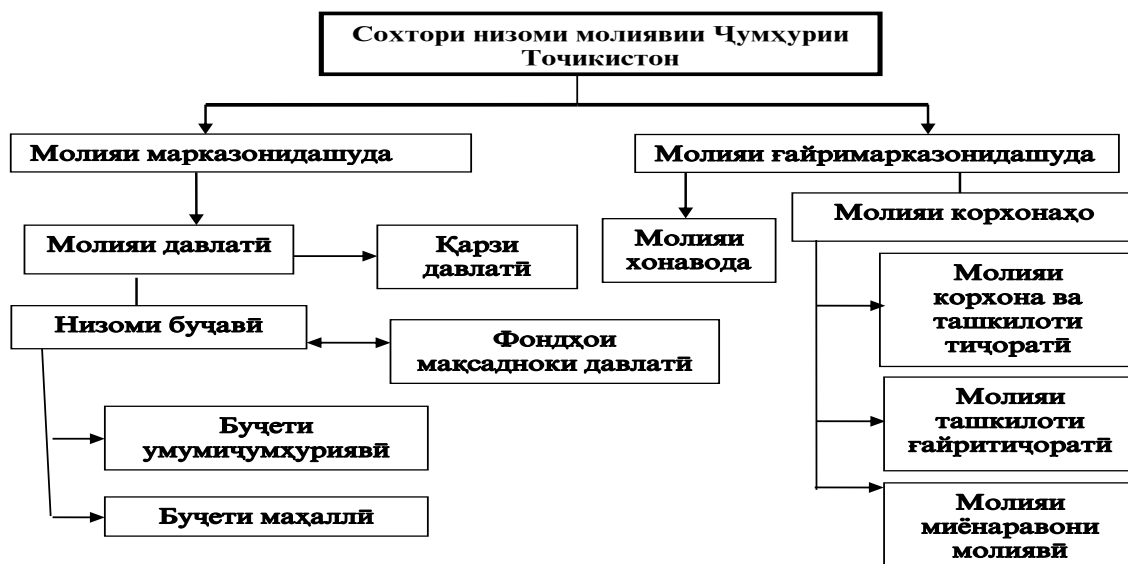 Сохтори низоми молиявии Ҷумҳурии
Тоҷикистон
Молияи марказонидашуда
Молияи ғайримарказонидашуда
Молияи давлатӣ
Қарзи
давлатӣ
Низоми буҷавӣ
Фондҳои
мақсадноки давлатӣ
Буҷети
умумиҷумҳуриявӣ
Буҷети маҳаллӣ
Молияи
хонавода
Молияи корхонаҳо
Молияи
корхона ва
ташкилоти
тиҷоратӣ
Молияи
ташкилоти
ғайритиҷоратӣ
Молияи
миёнаравони
молиявӣ